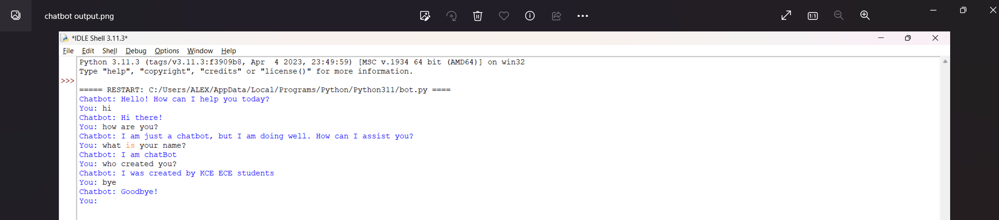 chatbot output.png
1:1
*IDLE Shell 3.11.3*
File Edit Shell Debug Options Window Help
Python 3.11.3 (tags/v3.11.3:f3909b8, Apr  4 2023, 23:49:59) [MSC v.1934 64 bit (AMD64)] on win32
Type "help", "copyright", "credits" or "license()" for more information.
>>>
===== RESTART: C:/Users/ALEX/AppData/Local/Programs/Python/Python311/bot.py ====
Chatbot: Hello! How can I help you today?
You: hi
Chatbot: Hi there!
You: how are you?
Chatbot: I am just a chatbot, but I am doing well. How can I assist you?
You: what is your name?
Chatbot: I am chatBot
You: who created you?
Chatbot: I was created by KCE ECE students
You: bye
Chatbot: Goodbye!
You: